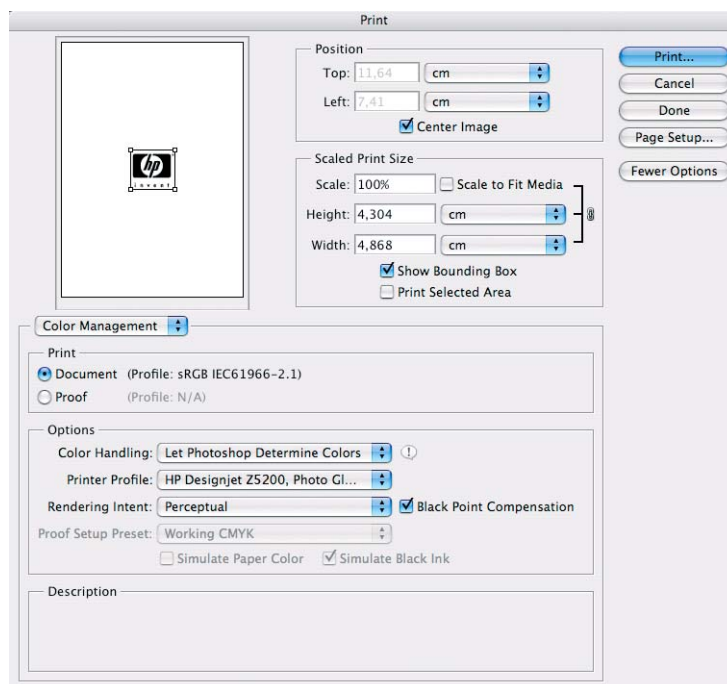 Print
hp
invent
Position
Top: 11,64 cm
Left: 7,41 cm
Center Image
Scaled Print Size
Scale: 100% Scale to Fit Media
Height: 4,304 cm
Width: 4,868 cm
Show Bounding Box
Print Selected Area
Print...
Cancel
Done
Page Setup...
Fewer Options
Color Management
Print
Document (Profile: sRGB IEC61966-2.1)
Proof (Profile: N/A)
Options
Color Handling: Let Photoshop Determine Colors
Printer Profile: HP Designjet Z5200, Photo Gl...
Rendering Intent: Perceptual Black Point Compensation
Proof Setup Preset: Working CMYK
Simulate Paper Color Simulate Black Ink
Description